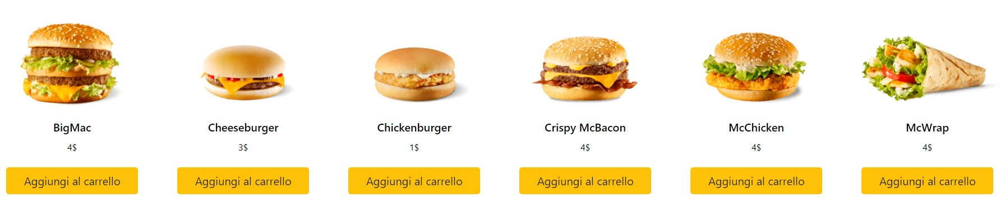 BigMac
4$
Aggiungi al carrello
Cheeseburger
3$
Aggiungi al carrello
Chickenburger
1$
Aggiungi al carrello
Crispy McBacon
4$
Aggiungi al carrello
McChicken
4$
Aggiungi al carrello
McWrap
4$
Aggiungi al carrello